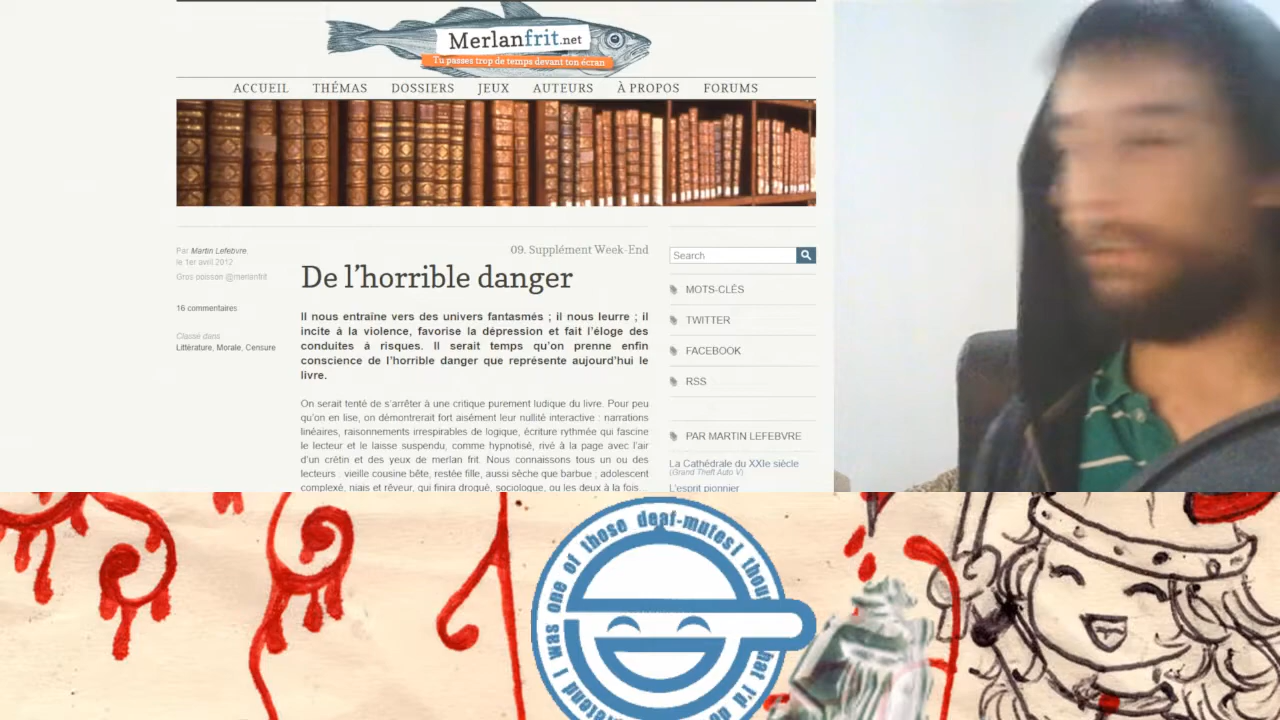 Merlanfrit.net
Tu passes trop de temps devant ton écran
ACCUEIL THÉMAS DOSSIERS JEUX AUTEURS À PROPOS FORUMS
Par Martin Lefebvre,
le 1er avril 2012
Gros poisson @merlanfrit
16 commentaires
Classé dans
Littérature, Morale, Censure
09. Supplément Week-End
De l'horrible danger
Il nous entraîne vers des univers fantasmés ; il nous leurre ; il
incite à la violence, favorise la dépression et fait l'éloge des
conduites à risques. Il serait temps qu'on prenne enfin
conscience de l'horrible danger que représente aujourd'hui le
livre.
On serait tenté de s'arrêter à une critique purement ludique du livre. Pour peu
qu'on en lise, on démontrerait fort aisément leur nullité interactive : narrations
linéaires, raisonnements irrespirables de logique, écriture rythmée qui fascine
le lecteur et le laisse suspendu, comme hypnotisé, rivé à la page avec l'air
d'un crétin et des yeux de merlan frit. Nous connaissons tous un ou des
lecteurs : vieille cousine bête, restée fille, aussi sèche que barbue ; adolescent
complexé, niais et rêveur, qui finira drogué, sociologue, ou les deux à la fois...
Search
MOTS-CLÉS
TWITTER
FACEBOOK
RSS
PAR MARTIN LEFEBVRE
La Cathédrale du XXIe siècle
(Grand Theft Auto V)
L'esprit pionnier
I was one of those deaf-mutes I thou
hat I'd